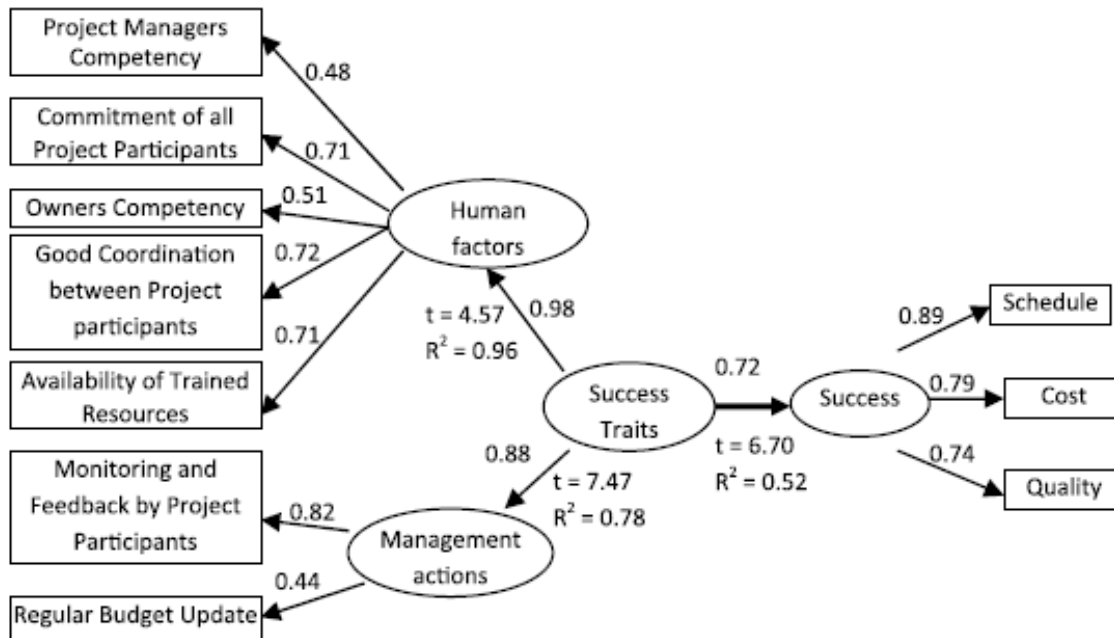 Project Managers
Competency
0.48
Commitment of all
Project Participants
0.71
Owners Competency
0.51
Human
factors
Good Coordination
between Project
participants
0.72
0.71
Availability of Trained
Resources
t = 4.57
R² = 0.96
0.98
Success
Traits
0.72
t = 6.70
R² = 0.52
Success
0.89
Schedule
0.79
Cost
0.74
Quality
0.88
t = 7.47
R² = 0.78
Management
actions
Monitoring and
Feedback by Project
Participants
0.82
0.44
Regular Budget Update